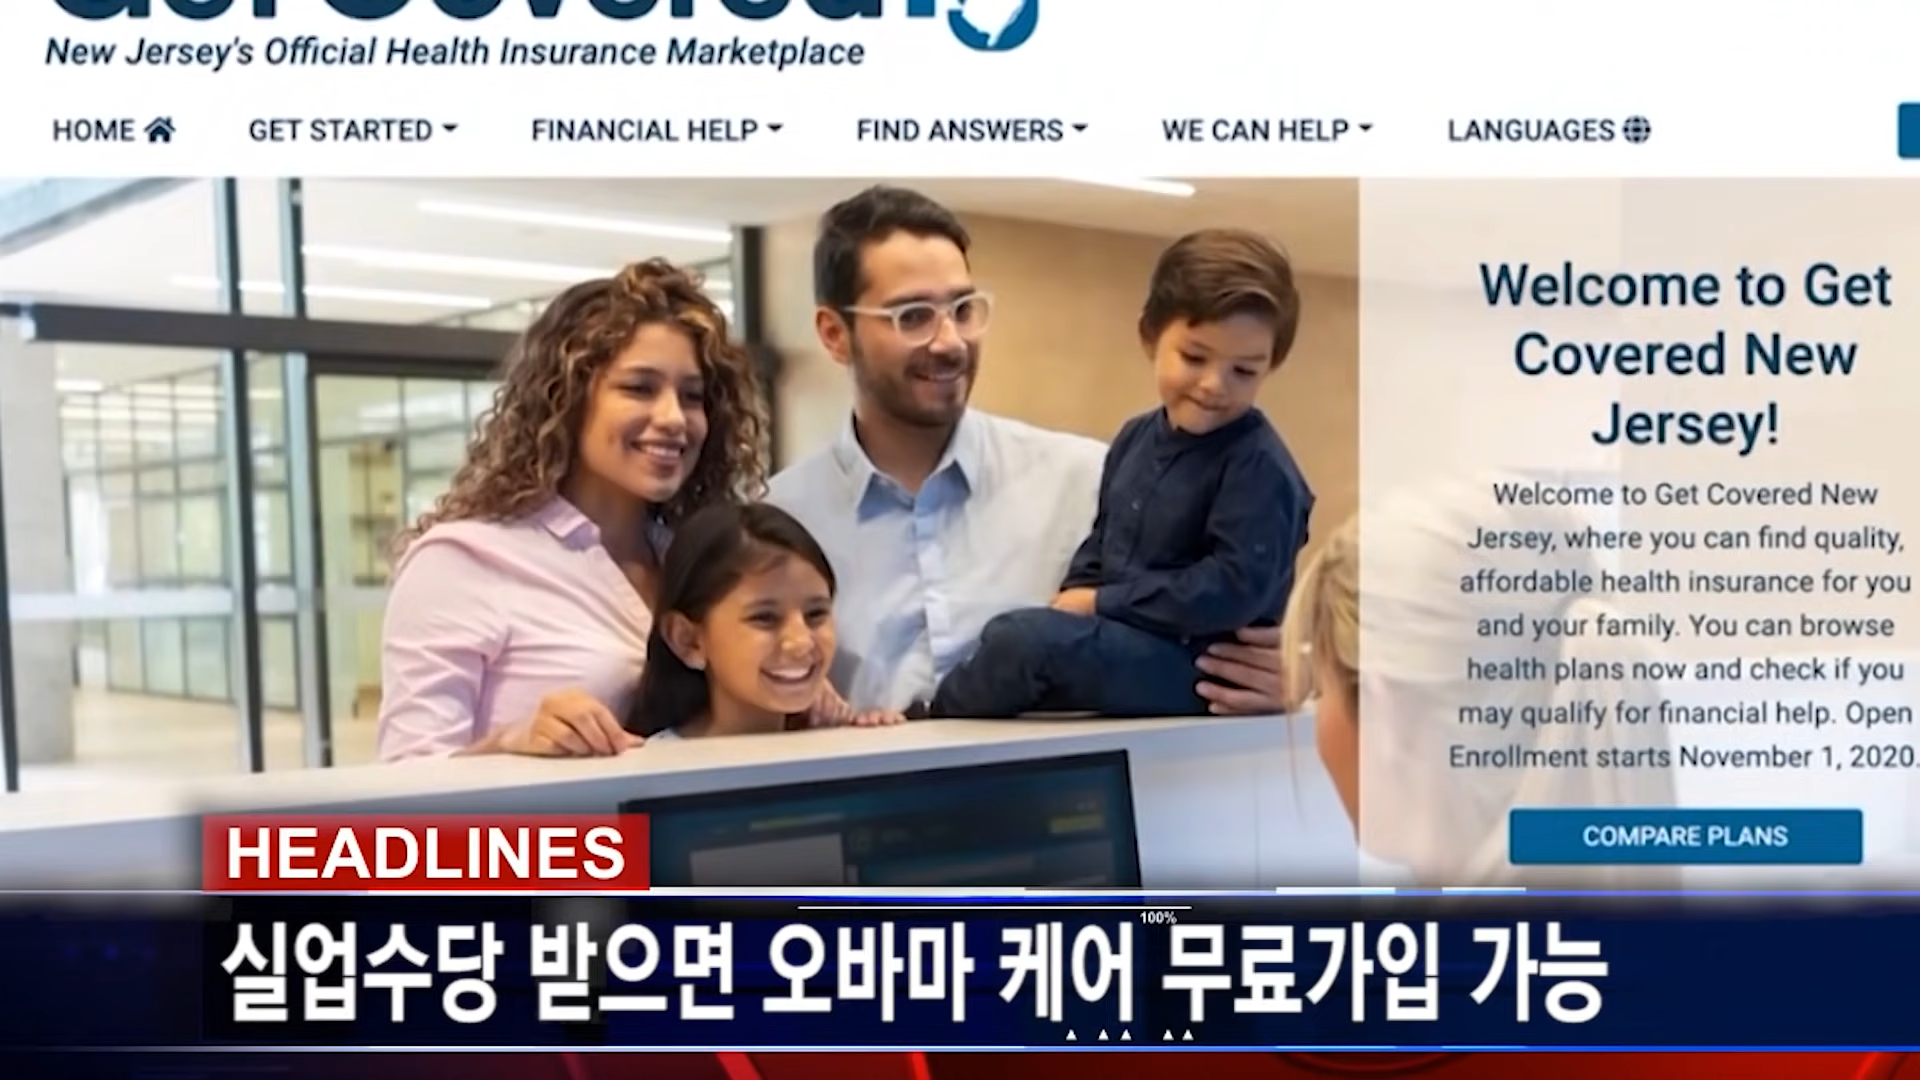 New Jersey's Official Health Insurance Marketplace
HOME
GET STARTED
FINANCIAL HELP
FIND ANSWERS
WE CAN HELP
LANGUAGES
Welcome to Get
Covered New
Jersey!
Welcome to Get Covered New
Jersey, where you can find quality,
affordable health insurance for you
and your family. You can browse
health plans now and check if you
may qualify for financial help. Open
Enrollment starts November 1, 2020.
COMPARE PLANS
HEADLINES
100%
실업수당 받으면 오바마 케어 무료가입 가능